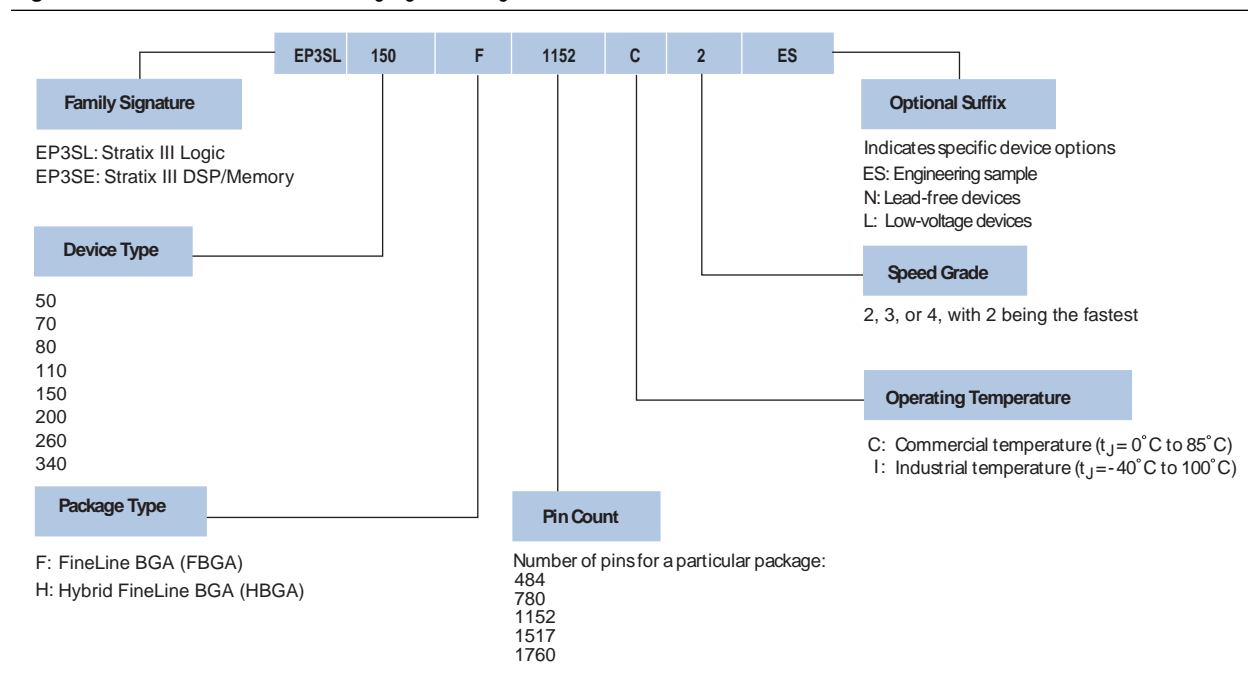 EP3SL 150 F 1152 C 2 ES
Family Signature
EP3SL: Stratix III Logic
EP3SE: Stratix III DSP/Memory
Optional Suffix
Indicates specific device options
ES: Engineering sample
N: Lead-free devices
L: Low-voltage devices
Device Type
50
70
80
110
150
200
260
340
Speed Grade
2, 3, or 4, with 2 being the fastest
Operating Temperature
C: Commercial temperature (tJ = 0˚C to 85˚C)
I: Industrial temperature (tJ = -40˚C to 100˚C)
Package Type
F: FineLine BGA (FBGA)
H: Hybrid FineLine BGA (HBGA)
Pin Count
Number of pins for a particular package:
484
780
1152
1517
1760